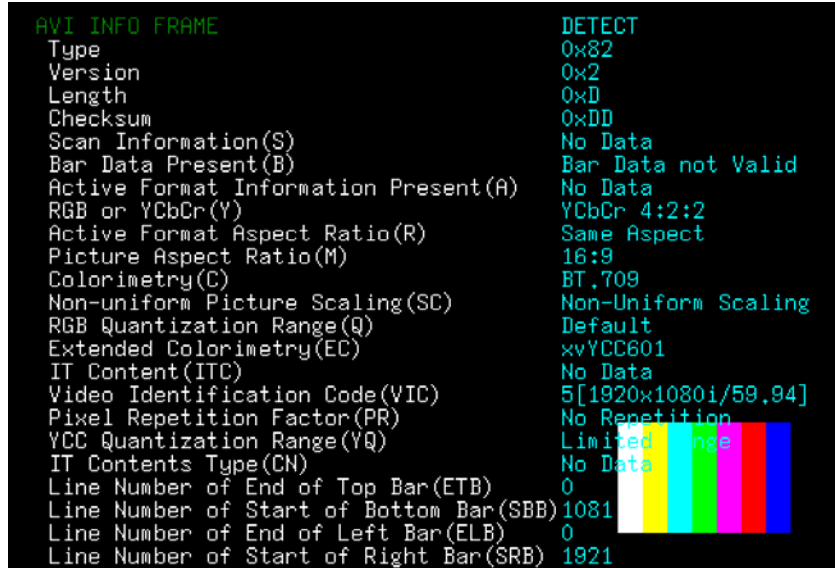 AVI INFO FRAME DETECT
Type 0x82
Version 0x2
Length 0xD
Checksum 0xDD
Scan Information(S) No Data
Bar Data Present(B) Bar Data not Valid
Active Format Information Present(A) No Data
RGB or YCbCr(Y) YCbCr 4:2:2
Active Format Aspect Ratio(R) Same Aspect
Picture Aspect Ratio(M) 16:9
Colorimetry(C) BT.709
Non-uniform Picture Scaling(SC) Non-Uniform Scaling
RGB Quantization Range(Q) Default
Extended Colorimetry(EC) xvYCC601
IT Content(ITC) No Data
Video Identification Code(VIC) 5[1920x1080i/59.94]
Pixel Repetition Factor(PR) No Repetition
YCC Quantization Range(YQ) Limited
IT Contents Type(CN) No Data
Line Number of End of Top Bar(ETB) 0
Line Number of Start of Bottom Bar(SBB) 1081
Line Number of End of Left Bar(ELB) 0
Line Number of Start of Right Bar(SRB) 1921